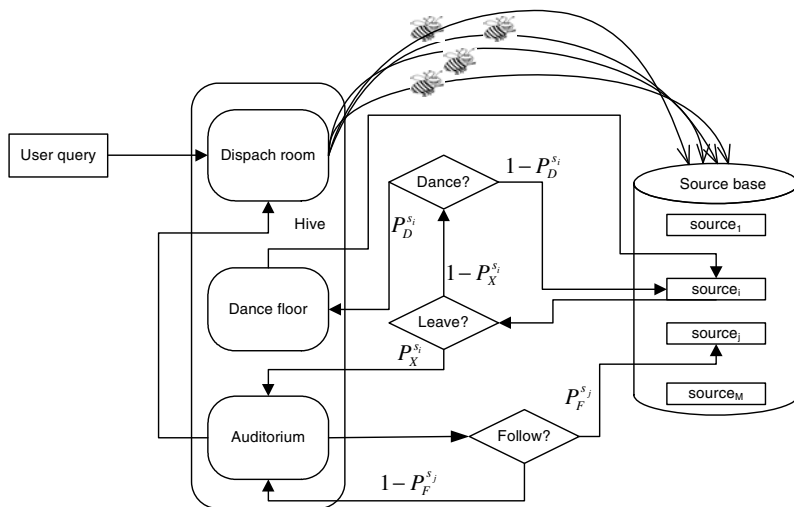 User query
Dispach room
Hive
Dance floor
Auditorium
Dance?
Leave?
Follow?
$1-P_D^{s_i}$
$P_D^{s_i}$
$1-P_X^{s_i}$
$P_X^{s_i}$
$P_F^{s_j}$
$1-P_F^{s_j}$
Source base
source₁
sourceᵢ
sourceⱼ
source_M